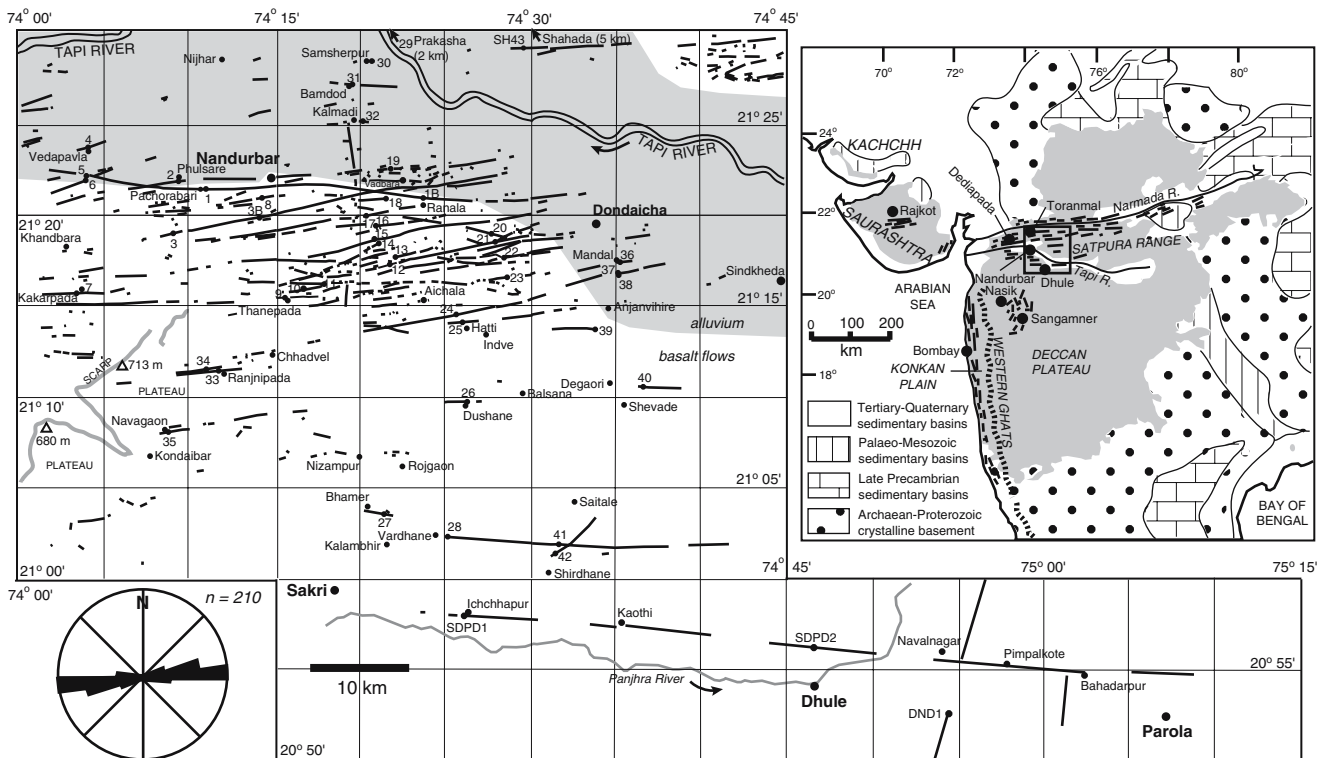 74° 00'
74° 15'
74° 30'
74° 45'
TAPI RIVER
Nijhar
Samsherpur
30
29
Prakasha
(2 km)
SH43
Shahada (5 km)
31
Bamdod
Kalmadi
32
21° 25'
4
Vedapavla
5
6
Nandurbar
2
Phulsare
Pachorabari
1
19
Vadbara
TAPI RIVER
8
3B
18
1B
Ranala
Dondaicha
21° 20'
Khandbara
3
17
16
15
14
13
12
20
21
22
Mandal
36
37
38
Sindkheda
7
Kakarpada
9
10
11
23
Aichala
21° 15'
Thanepada
24
25
Hatti
Indve
Anjanvihire
39
alluvium
basalt flows
SCARP
713 m
PLATEAU
34
33
Ranjnipada
Chhadvel
Degaori
40
Balsana
Shevade
21° 10'
680 m
PLATEAU
Navagaon
35
Kondaibar
26
Dushane
Nizampur
Rojgaon
21° 05'
Bhamer
27
Kalambhir
Vardhane
28
Saitale
41
42
Shirdhane
21° 00'
74° 00'
74° 45'
75° 00'
75° 15'
N
n = 210
Sakri
Ichchhapur
SDPD1
Kaothi
SDPD2
Navalnagar
Pimpalkote
Bahadarpur
20° 55'
10 km
Panjhra River
Dhule
DND1
Parola
20° 50'
70°
72°
76°
80°
24°
KACHCHH
22°
Rajkot
SAURASHTRA
Dediapada
Toranmal
Narmada R.
SATPURA RANGE
Tapi R.
ARABIAN
SEA
20°
Nandurbar
Nasik
Dhule
Sangamner
0 100 200
km
Bombay
KONKAN
PLAIN
WESTERN GHATS
DECCAN
PLATEAU
18°
Tertiary-Quaternary
sedimentary basins
Palaeo-Mesozoic
sedimentary basins
Late Precambrian
sedimentary basins
Archaean-Proterozoic
crystalline basement
BAY OF
BENGAL